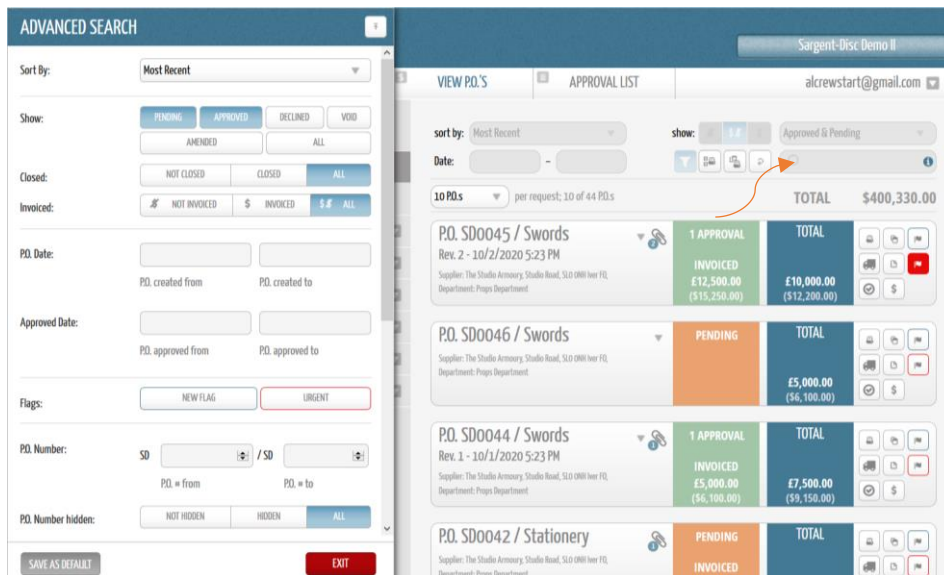 ADVANCED SEARCH
Sort By:
Most Recent
Show:
PENDING
APPROVED
DECLINED
VOID
AMENDED
ALL
Closed:
NOT CLOSED
CLOSED
ALL
Invoiced:
NOT INVOICED
$ INVOICED
ALL
P.O. Date:
P.O. created from
P.O. created to
Approved Date:
P.O. approved from
P.O. approved to
Flags:
NEW FLAG
URGENT
P.O. Number:
SD
/ SD
P.O. # from
P.O. # to
P.O. Number hidden:
NOT HIDDEN
HIDDEN
ALL
SAVE AS DEFAULT
EXIT
Sargent-Disc Demo II
VIEW P.O.'S
APPROVAL LIST
alcrewstart@gmail.com
sort by:
Most Recent
show:
Approved & Pending
Date:
-
10 P.O.s
per request; 10 of 44 P.O.s
TOTAL
$400,330.00
P.O. SD0045 / Swords
Rev. 2 - 10/2/2020 5:23 PM
Supplier: The Studio Armoury, Studio Road, SL0 0NH Iver FQ,
Department: Props Department
2
1 APPROVAL
INVOICED
£12,500.00
($15,250.00)
TOTAL
£10,000.00
($12,200.00)
$
P.O. SD0046 / Swords
Supplier: The Studio Armoury, Studio Road, SL0 0NH Iver FQ,
Department: Props Department
PENDING
TOTAL
£5,000.00
($6,100.00)
$
P.O. SD0044 / Swords
Rev. 1 - 10/1/2020 5:23 PM
Supplier: The Studio Armoury, Studio Road, SL0 0NH Iver FQ,
Department: Props Department
1 APPROVAL
INVOICED
£5,000.00
($6,100.00)
TOTAL
£7,500.00
($9,150.00)
$
P.O. SD0042 / Stationery
Supplier: The Studio Armoury, Studio Road, SL0 0NH Iver FQ,
Department: Props Department
PENDING
INVOICED
TOTAL